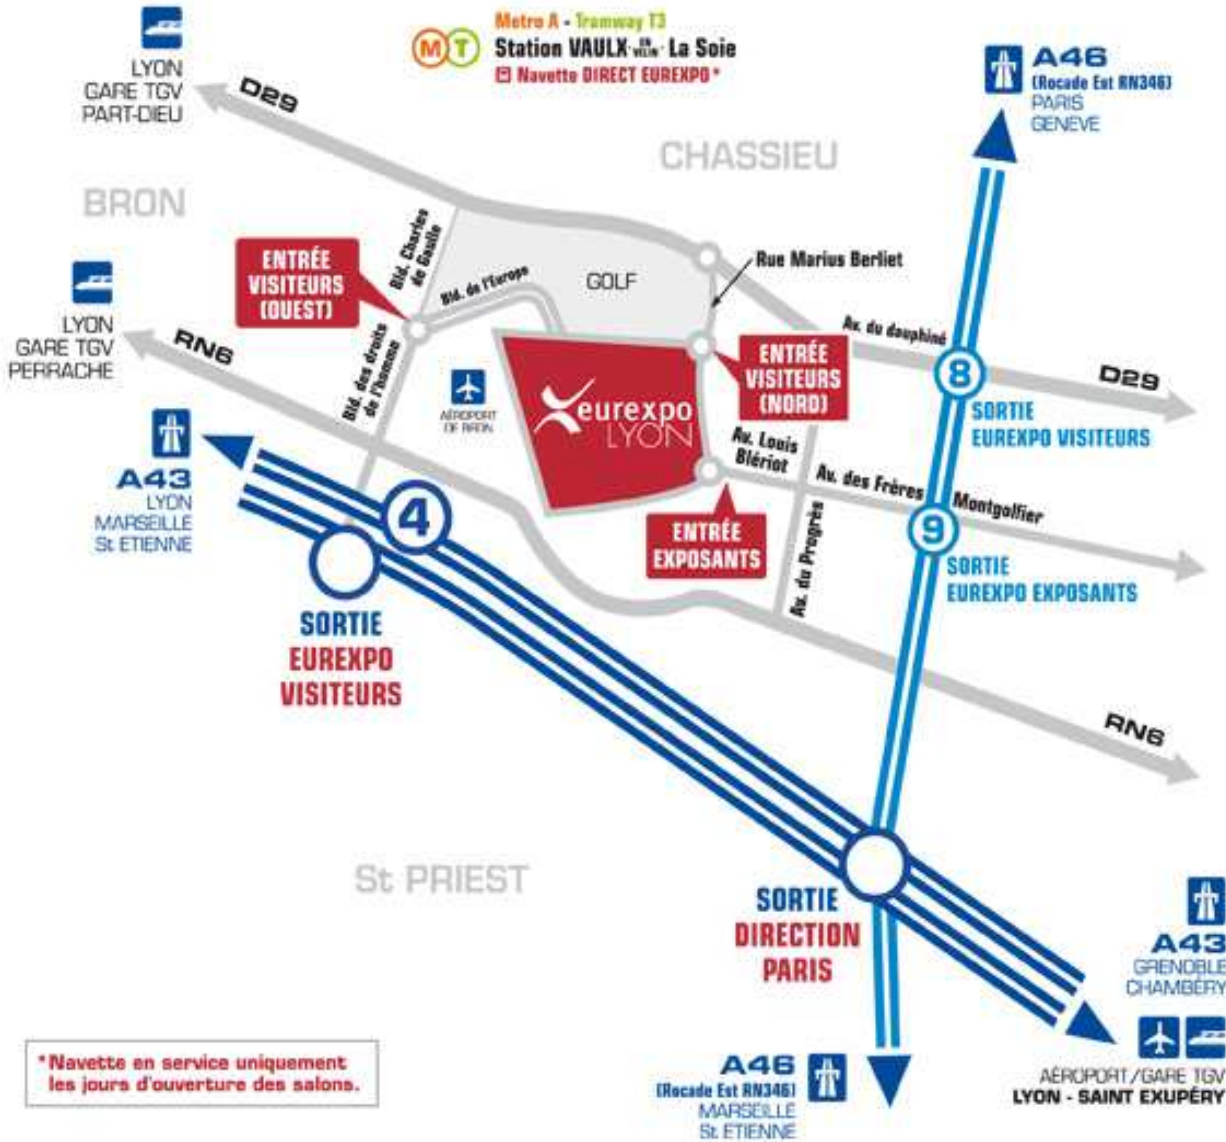 Metro A - Tramway T3
M T
Station VAULX EN VELIN La Soie
Navette DIRECT EUREXPO*
LYON
GARE TGV
PART-DIEU
D29
A46
(Rocade Est RN346)
PARIS
GENEVE
CHASSIEU
BRON
ENTRÉE
VISITEURS
(OUEST)
Bld. Charles
de Gaulle
Bld. de l'Europe
GOLF
Rue Marius Berliet
LYON
GARE TGV
PERRACHE
RN6
Bld. des droits
de l'homme
AÉROPORT
DE BRON
eurexpo
LYON
ENTRÉE
VISITEURS
(NORD)
Av. du dauphiné
8
D29
SORTIE
EUREXPO VISITEURS
A43
LYON
MARSEILLE
St ETIENNE
4
Av. Louis
Blériot
Av. des Frères Montgolfier
9
ENTRÉE
EXPOSANTS
Av. du Progrès
SORTIE
EUREXPO EXPOSANTS
SORTIE
EUREXPO
VISITEURS
RN6
St PRIEST
SORTIE
DIRECTION
PARIS
A43
GRENOBLE
CHAMBÉRY
AÉROPORT/GARE TGV
LYON - SAINT EXUPÉRY
*Navette en service uniquement
les jours d'ouverture des salons.
A46
(Rocade Est RN346)
MARSEILLE
St ETIENNE